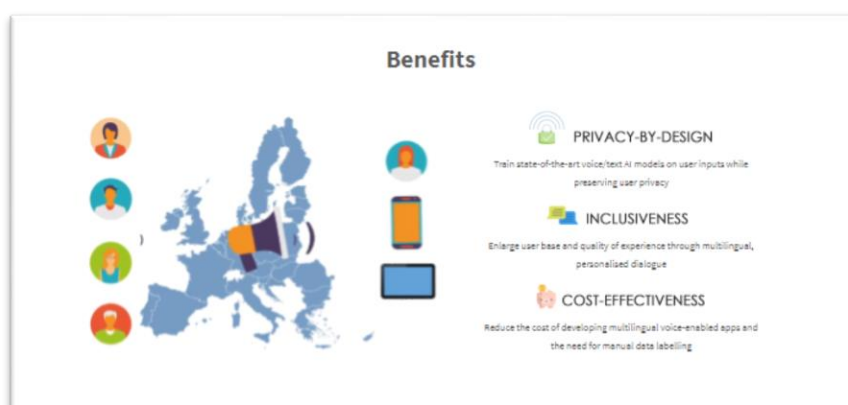 Benefits
PRIVACY-BY-DESIGN
Train state-of-the-art voice/text AI models on user inputs while
preserving user privacy
INCLUSIVENESS
Enlarge user base and quality of experience through multilingual,
personalised dialogue
COST-EFFECTIVENESS
Reduce the cost of developing multilingual voice-enabled apps and
the need for manual data labelling